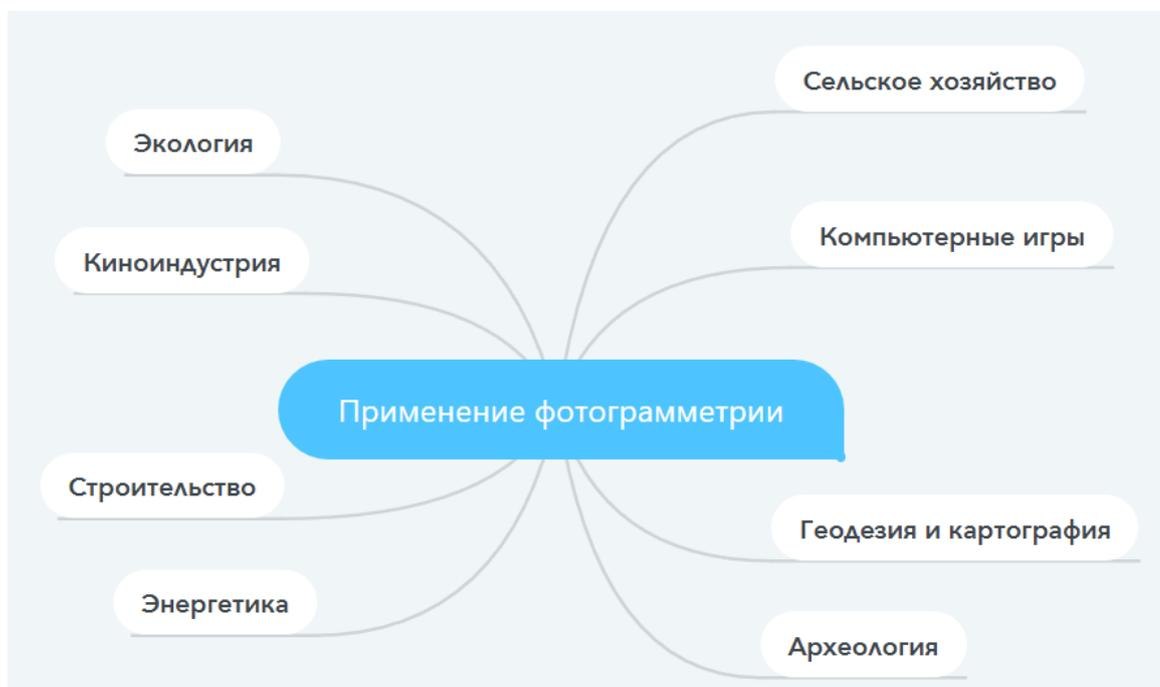 Сельское хозяйство
Экология
Компьютерные игры
Киноиндустрия
Применение фотограмметрии
Строительство
Геодезия и картография
Энергетика
Археология